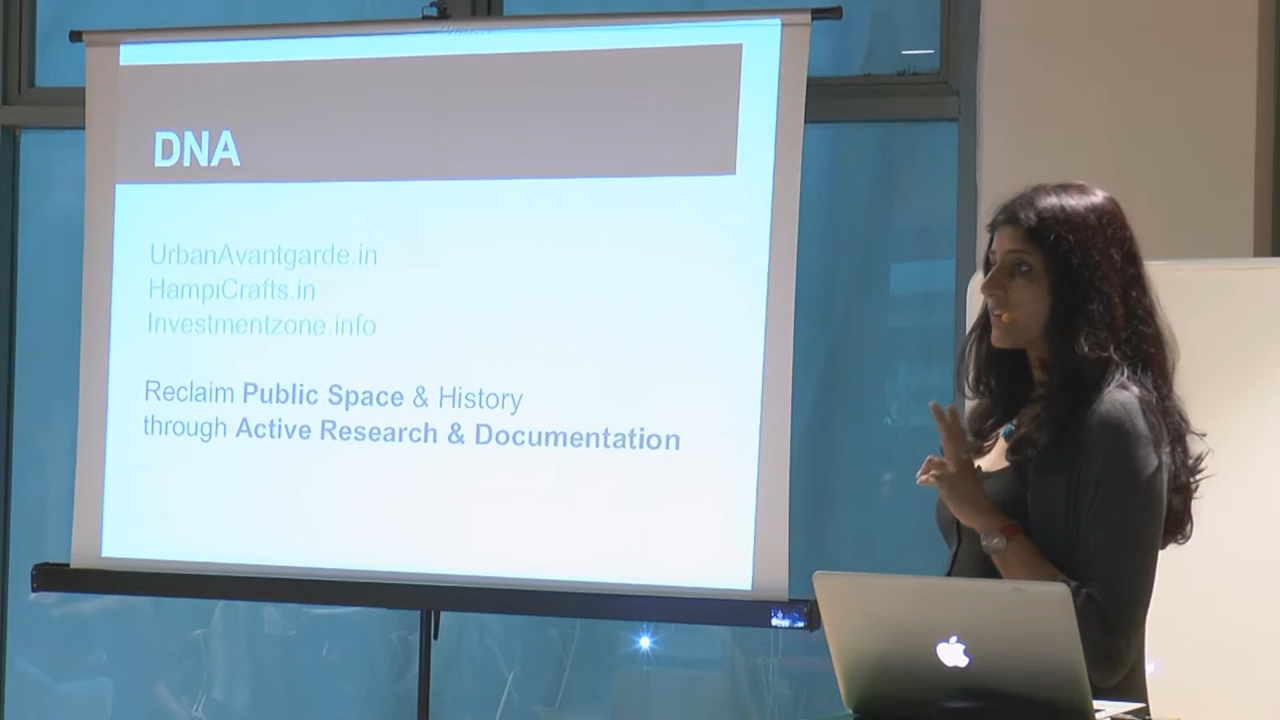 DNA
UrbanAvantgarde.in
HampiCrafts.in
Investmentzone.info
Reclaim Public Space & History
through Active Research & Documentation